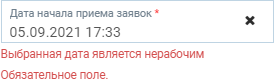 Дата начала приема заявок *
05.09.2021 17:33
Выбранная дата является нерабочим
Обязательное поле.